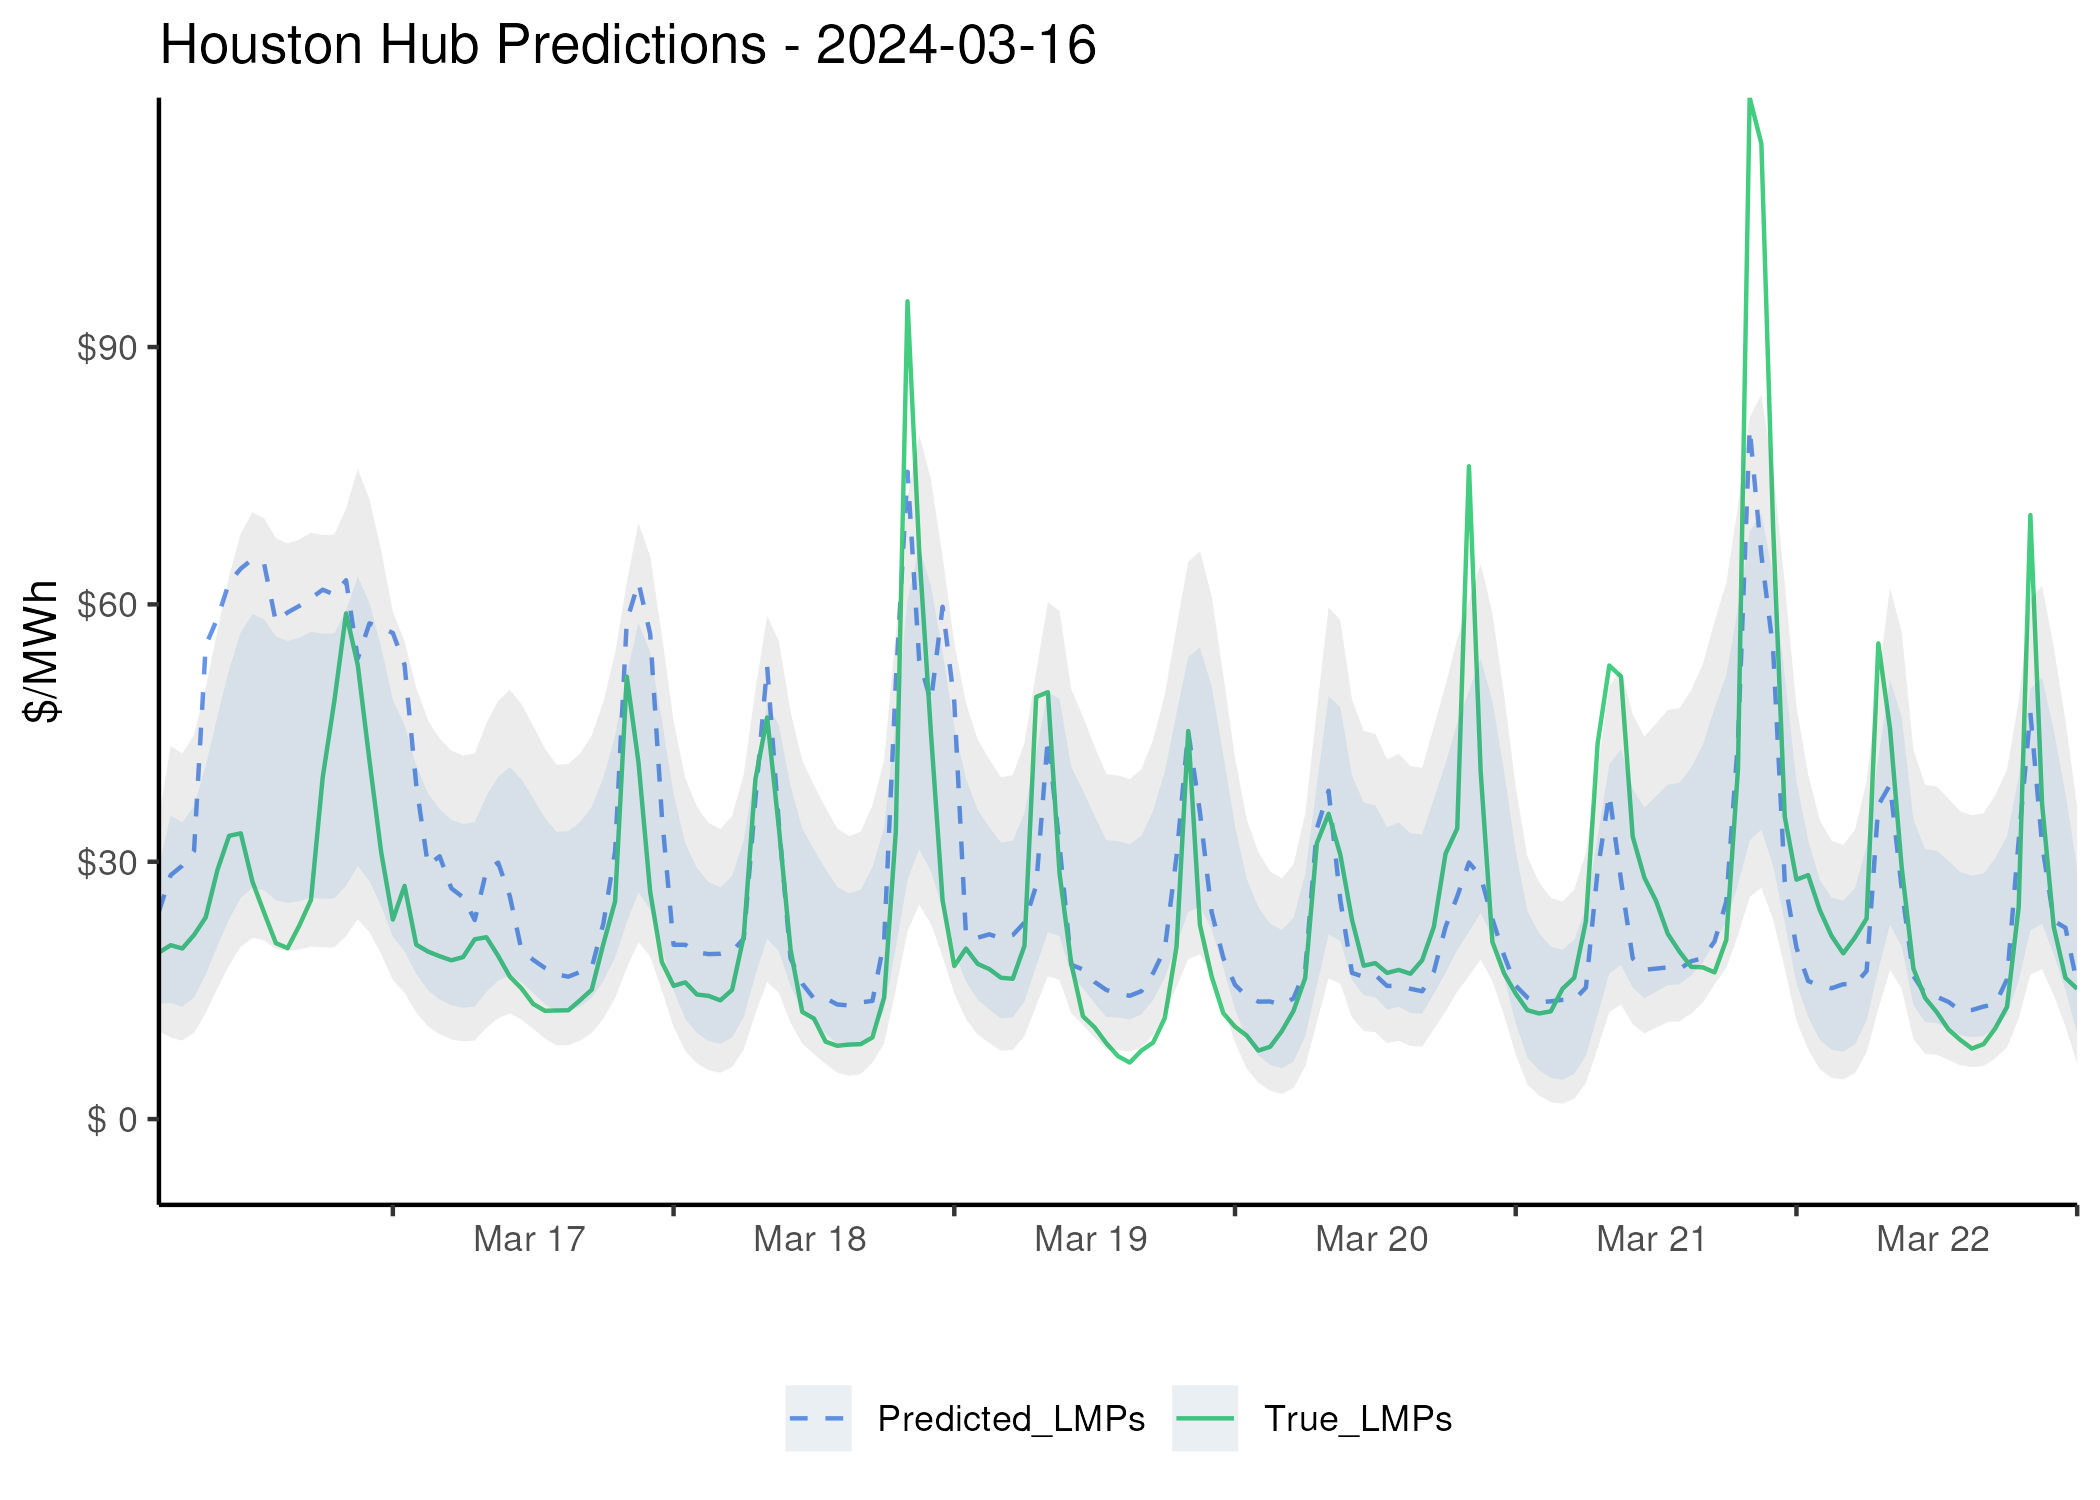 Houston Hub Predictions - 2024-03-16
$/MWh
$90
$60
$30
$ 0
Mar 17 Mar 18 Mar 19 Mar 20 Mar 21 Mar 22
Predicted_LMPs True_LMPs